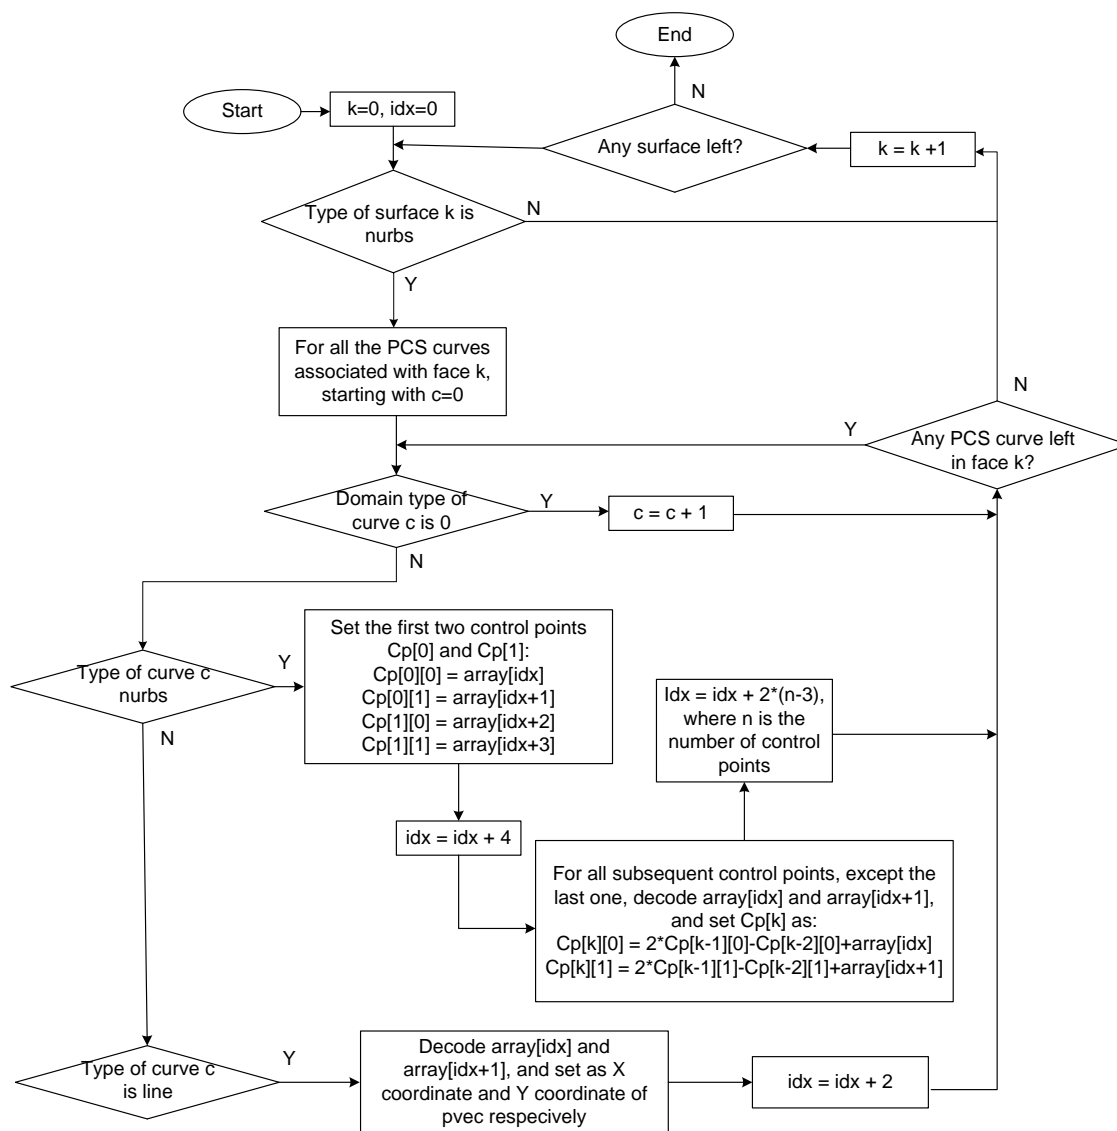 End
Start
k=0, idx=0
N
Any surface left?
k = k +1
Type of surface k is
nurbs
N
Y
For all the PCS curves
associated with face k,
starting with c=0
N
Y
Any PCS curve left
in face k?
Domain type of
curve c is 0
Y
c = c + 1
N
Set the first two control points
Cp[0] and Cp[1]:
Cp[0][0] = array[idx]
Cp[0][1] = array[idx+1]
Cp[1][0] = array[idx+2]
Cp[1][1] = array[idx+3]
Type of curve c
nurbs
Y
N
Idx = idx + 2*(n-3),
where n is the
number of control
points
idx = idx + 4
For all subsequent control points, except the
last one, decode array[idx] and array[idx+1],
and set Cp[k] as:
Cp[k][0] = 2*Cp[k-1][0]-Cp[k-2][0]+array[idx]
Cp[k][1] = 2*Cp[k-1][1]-Cp[k-2][1]+array[idx+1]
Type of curve c
is line
Y
Decode array[idx] and
array[idx+1], and set as X
coordinate and Y coordinate of
pvec respecively
idx = idx + 2